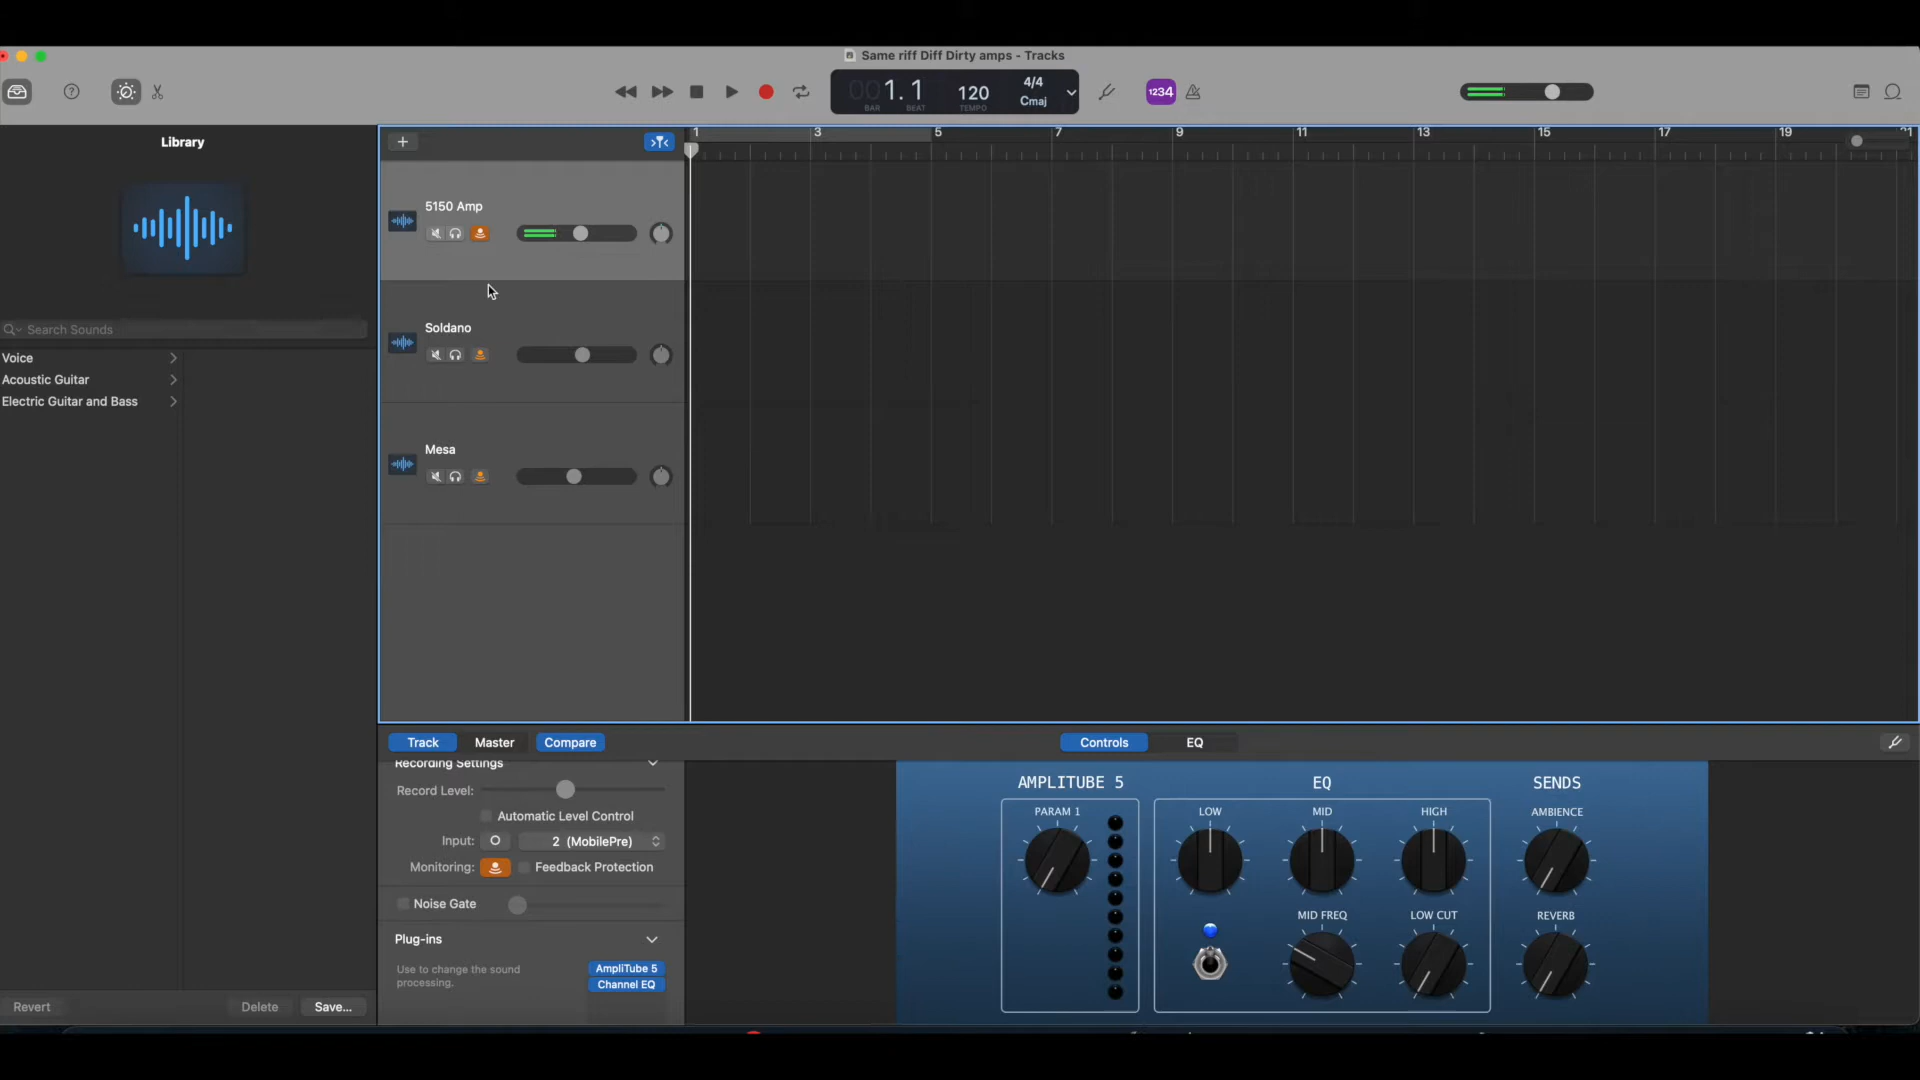 Same riff Diff Dirty amps - Tracks
001.1
BAR BEAT
120
TEMPO
4/4
Cmaj
1234
Library
Search Sounds
Voice
Acoustic Guitar
Electric Guitar and Bass
Revert
Delete
Save...
1 3 5 7 9 11 13 15 17 19 21
5150 Amp
Soldano
Mesa
Track
Master
Compare
Controls
EQ
Recording Settings
Record Level:
Automatic Level Control
Input:
2 (MobilePre)
Monitoring:
Feedback Protection
Noise Gate
Plug-ins
Use to change the sound
processing.
AmpliTube 5
Channel EQ
AMPLITUBE 5
PARAM 1
EQ
LOW
MID
HIGH
MID FREQ
LOW CUT
SENDS
AMBIENCE
REVERB